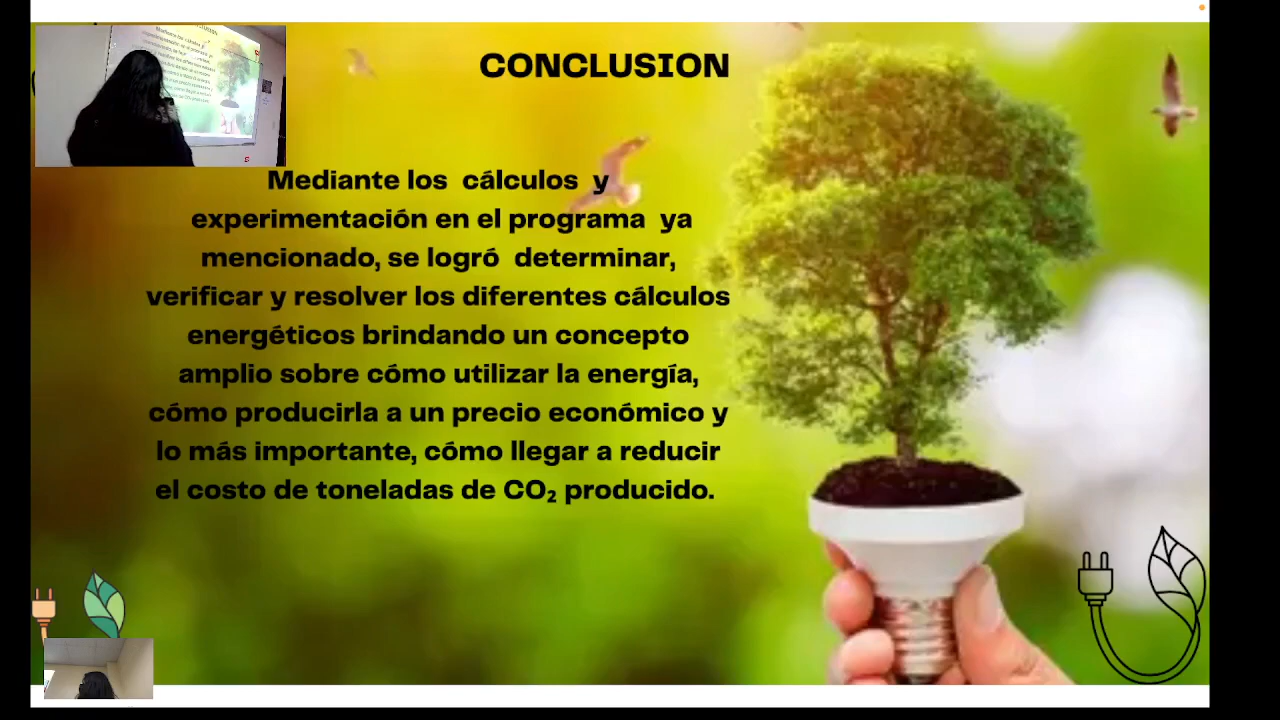 CONCLUSION
Mediante los cálculos y
experimentación en el programa ya
mencionado, se logró determinar,
verificar y resolver los diferentes cálculos
energéticos brindando un concepto
amplio sobre cómo utilizar la energía,
cómo producirla a un precio económico y
lo más importante, cómo llegar a reducir
el costo de toneladas de CO₂ producido.